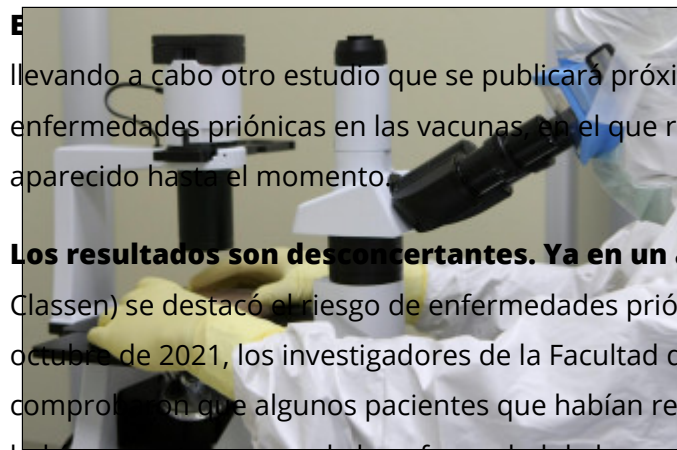 E
llevando a cabo otro estudio que se publicará próxi
enfermedades priónicas en las vacunas, en el que r
aparecido hasta el momento.
Los resultados son desconcertantes. Ya en un a
Classen) se destacó el riesgo de enfermedades prió
octubre de 2021, los investigadores de la Facultad d
comprobaron que algunos pacientes que habían re